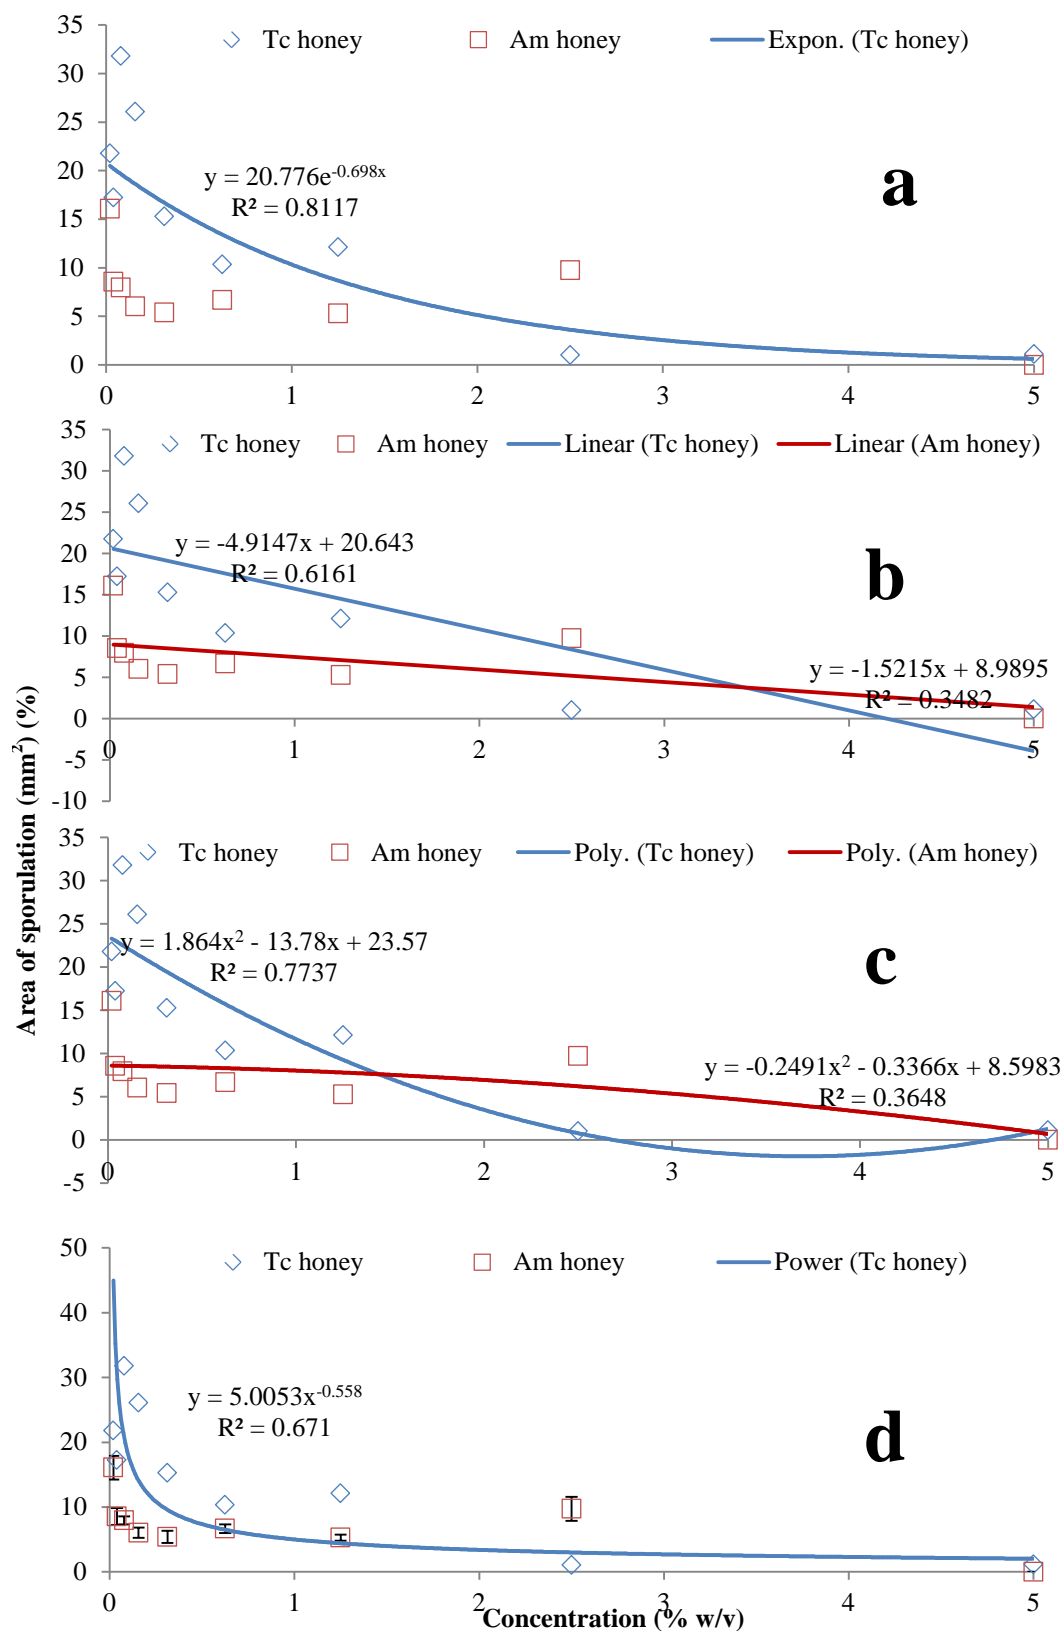 Tc honey Am honey Expon. (Tc honey)
35
30
25
20
15
10
5
0
y = 20.776e^-0.698x
R² = 0.8117
a
0 1 2 3 4 5
Tc honey Am honey Linear (Tc honey) Linear (Am honey)
35
30
25
20
15
10
5
0
-5
-10
y = -4.9147x + 20.643
R² = 0.6161
b
y = -1.5215x + 8.9895
R² = 0.3482
0 1 2 3 4 5
Area of sporulation (mm²) (%)
Tc honey Am honey Poly. (Tc honey) Poly. (Am honey)
35
30
25
20
15
10
5
0
-5
y = 1.864x² - 13.78x + 23.57
R² = 0.7737
c
y = -0.2491x² - 0.3366x + 8.5983
R² = 0.3648
0 1 2 3 4 5
Tc honey Am honey Power (Tc honey)
50
40
30
20
10
0
y = 5.0053x^-0.558
R² = 0.671
d
0 1 2 3 4 5
Concentration (% w/v)